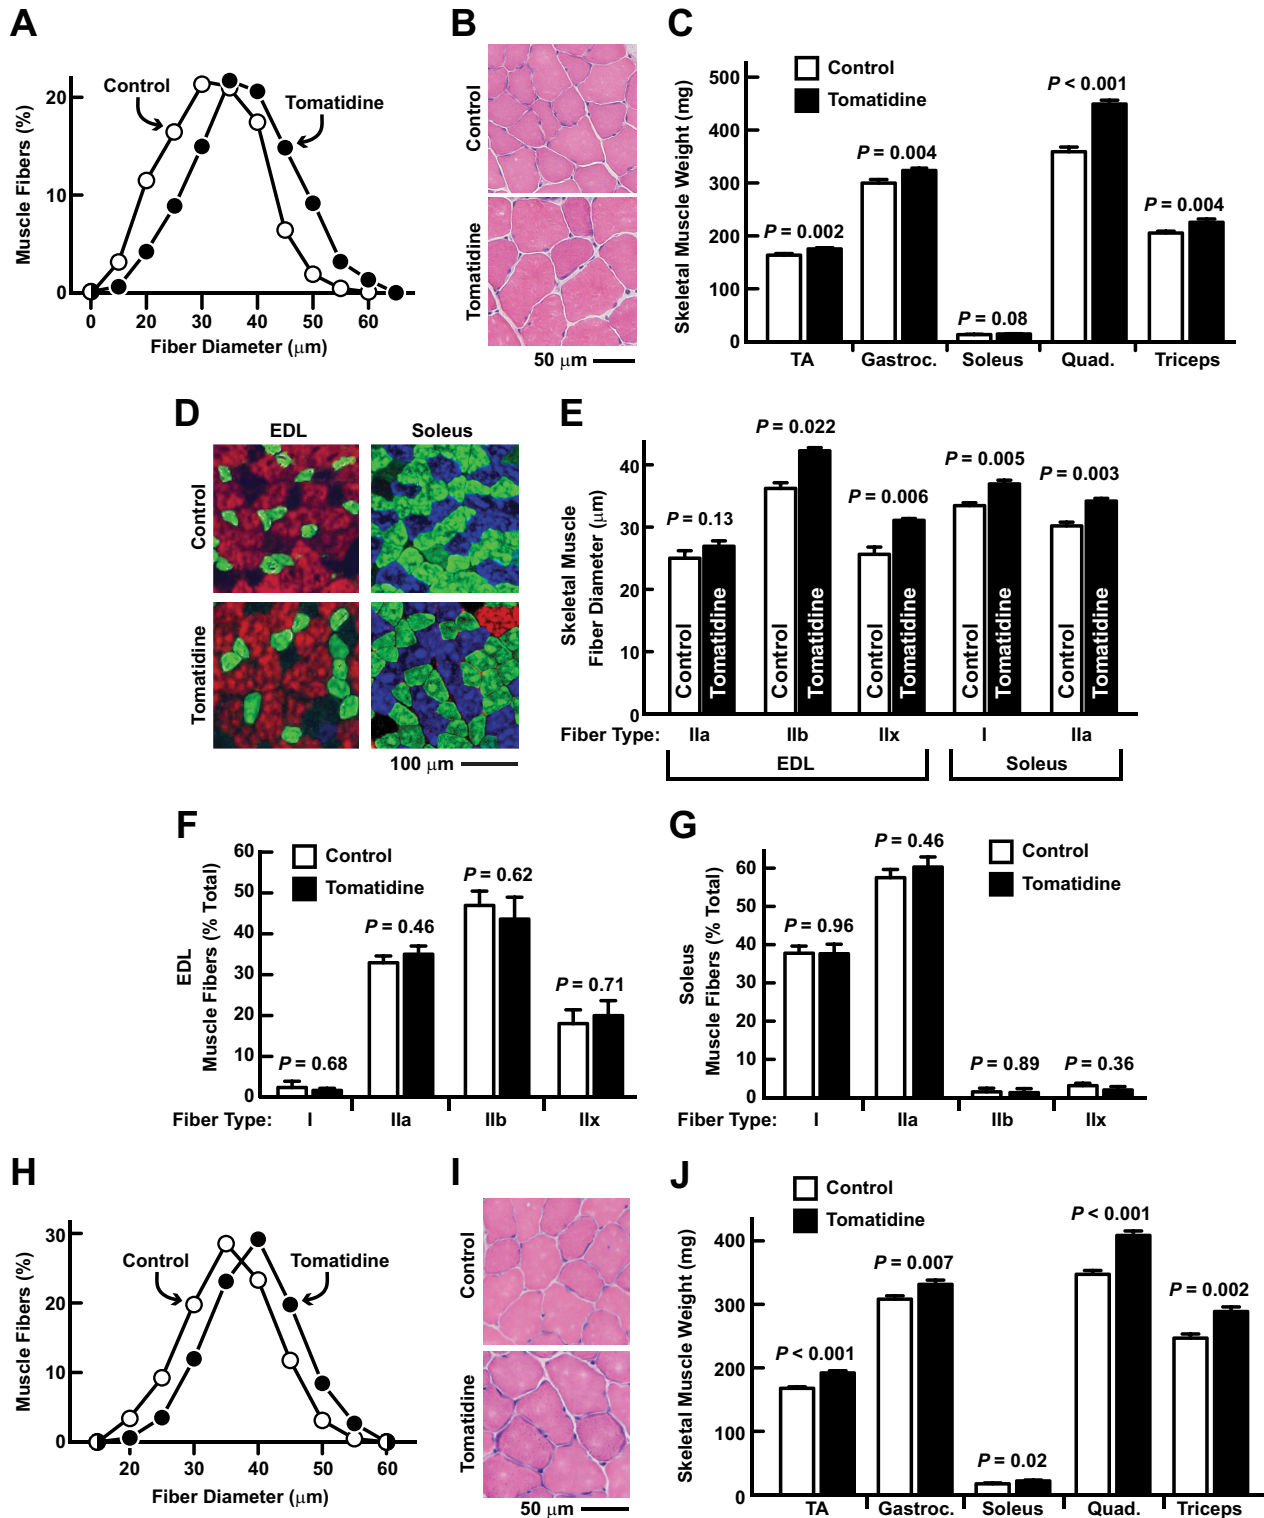 A
Control
Tomatidine
Muscle Fibers (%)
20
10
0
0 20 30 40 50 60
Fiber Diameter (μm)
B
Control
Tomatidine
50 μm
C
Control
Tomatidine
Skeletal Muscle Weight (mg)
500
400
300
200
100
0
P = 0.002
P = 0.004
P = 0.08
P < 0.001
P = 0.004
TA Gastroc. Soleus Quad. Triceps
D
EDL Soleus
Control
Tomatidine
100 μm
E
Skeletal Muscle
Fiber Diameter (μm)
40
30
20
10
0
P = 0.13
P = 0.022
P = 0.006
P = 0.005
P = 0.003
Control Tomatidine Control Tomatidine Control Tomatidine Control Tomatidine Control Tomatidine
Fiber Type: IIa IIb IIx I IIa
EDL Soleus
F
Control
Tomatidine
EDL
Muscle Fibers (% Total)
60
50
40
30
20
10
0
P = 0.68
P = 0.46
P = 0.62
P = 0.71
Fiber Type: I IIa IIb IIx
G
Control
Tomatidine
Soleus
Muscle Fibers (% Total)
60
50
40
30
20
10
0
P = 0.96
P = 0.46
P = 0.89
P = 0.36
Fiber Type: I IIa IIb IIx
H
Control
Tomatidine
Muscle Fibers (%)
30
20
10
0
20 30 40 50 60
Fiber Diameter (μm)
I
Control
Tomatidine
50 μm
J
Control
Tomatidine
Skeletal Muscle Weight (mg)
400
300
200
100
0
P < 0.001
P = 0.007
P = 0.02
P < 0.001
P = 0.002
TA Gastroc. Soleus Quad. Triceps